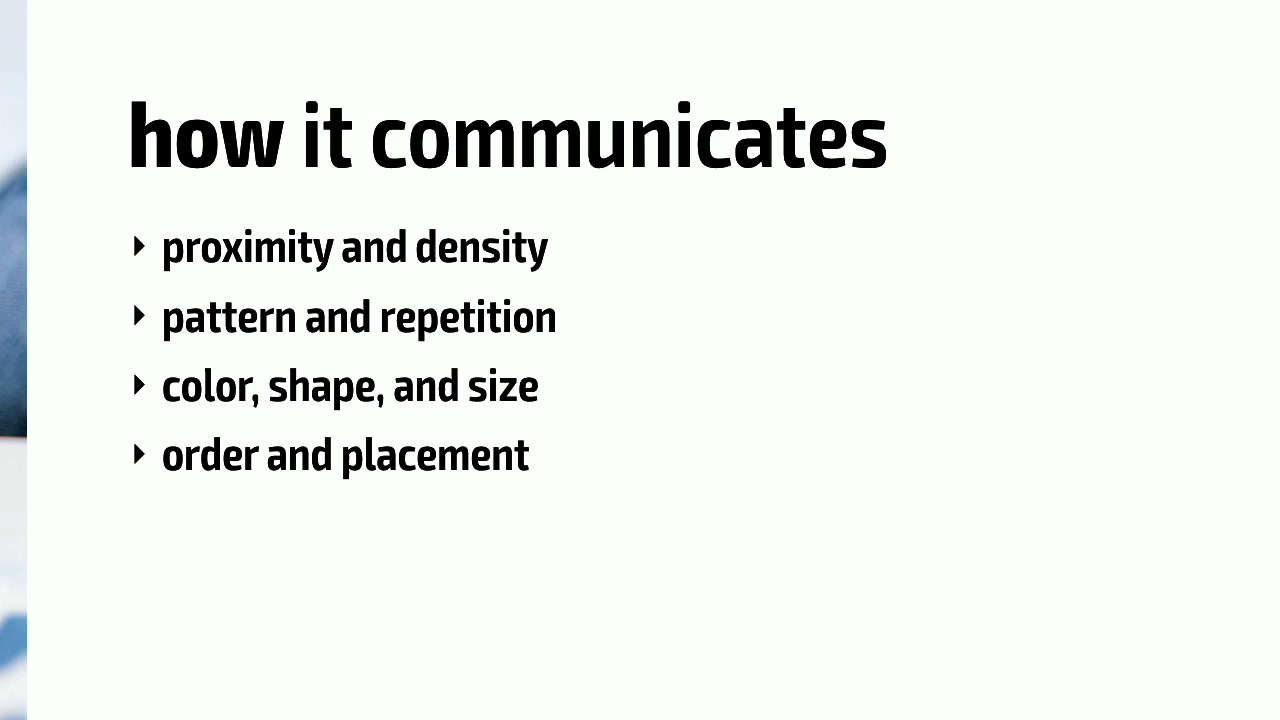 how it communicates
proximity and density
pattern and repetition
color, shape, and size
order and placement